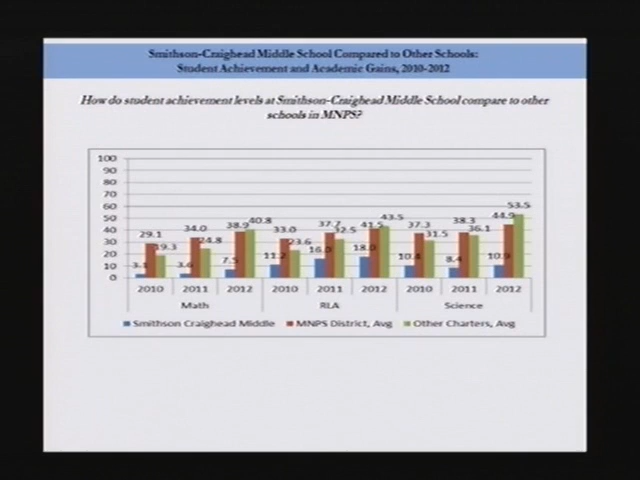 Smithson-Craighead Middle School Compared to Other Schools:
Student Achievement and Academic Gains, 2010-2012
How do student achievement levels at Smithson-Craighead Middle School compare to other
schools in MNPS?
100
90
80
70
60
50
40
30
20
10
0
3.1 29.1 19.3 3.6 34.0 24.8 7.5 38.9 40.8 11.2 33.0 23.6 16.0 37.7 32.5 18.0 41.5 43.5 10.4 37.3 31.5 8.4 38.3 36.1 10.9 44.9 53.5
2010 2011 2012 2010 2011 2012 2010 2011 2012
Math RLA Science
Smithson Craighead Middle MNPS District, Avg Other Charters, Avg